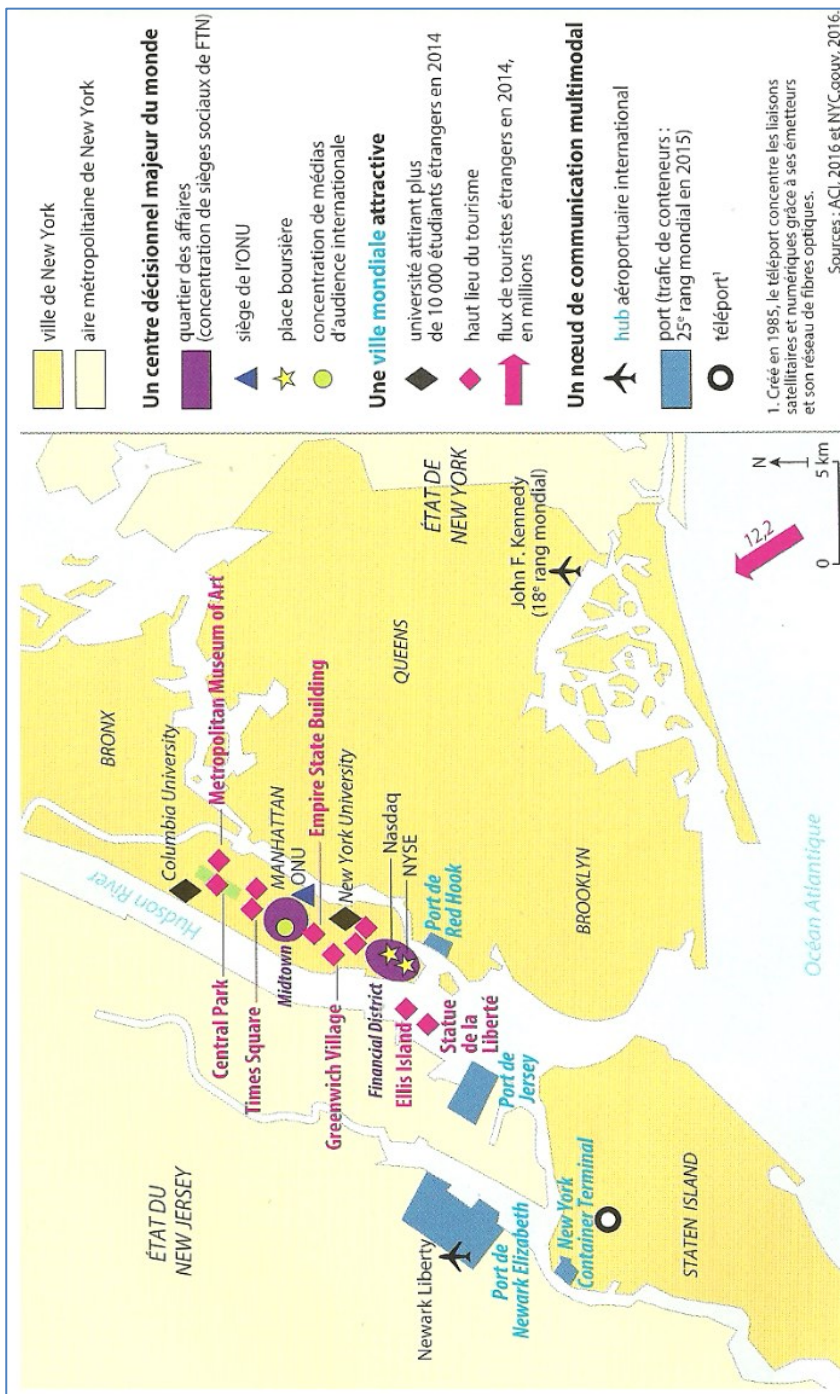 ÉTAT DU
NEW JERSEY
Hudson River
BRONX
Columbia University
Metropolitan Museum of Art
Central Park
Times Square
MANHATTAN
ONU
Midtown
Empire State Building
New York University
Greenwich Village
Financial District
Nasdaq
NYSE
Ellis Island
Statue
de la
Liberté
Port de
Red Hook
QUEENS
ÉTAT DE
NEW YORK
John F. Kennedy
(18e rang mondial)
Newark Liberty
Port de
Newark Elizabeth
Port de
Jersey
New York
Container Terminal
STATEN ISLAND
BROOKLYN
Océan Atlantique
12,2
N
0 5 km
ville de New York
aire métropolitaine de New York
Un centre décisionnel majeur du monde
quartier des affaires
(concentration de sièges sociaux de FTN)
siège de l'ONU
place boursière
concentration de médias
d'audience internationale
Une ville mondiale attractive
université attirant plus
de 10 000 étudiants étrangers en 2014
haut lieu du tourisme
flux de touristes étrangers en 2014,
en millions
Un nœud de communication multimodal
hub aéroportuaire international
port (trafic de conteneurs :
25e rang mondial en 2015)
téléport¹
1. Créé en 1985, le téléport concentre les liaisons
satellitaires et numériques grâce à ses émetteurs
et son réseau de fibres optiques.
Sources : ACI, 2016 et NYC.gouv, 2016.